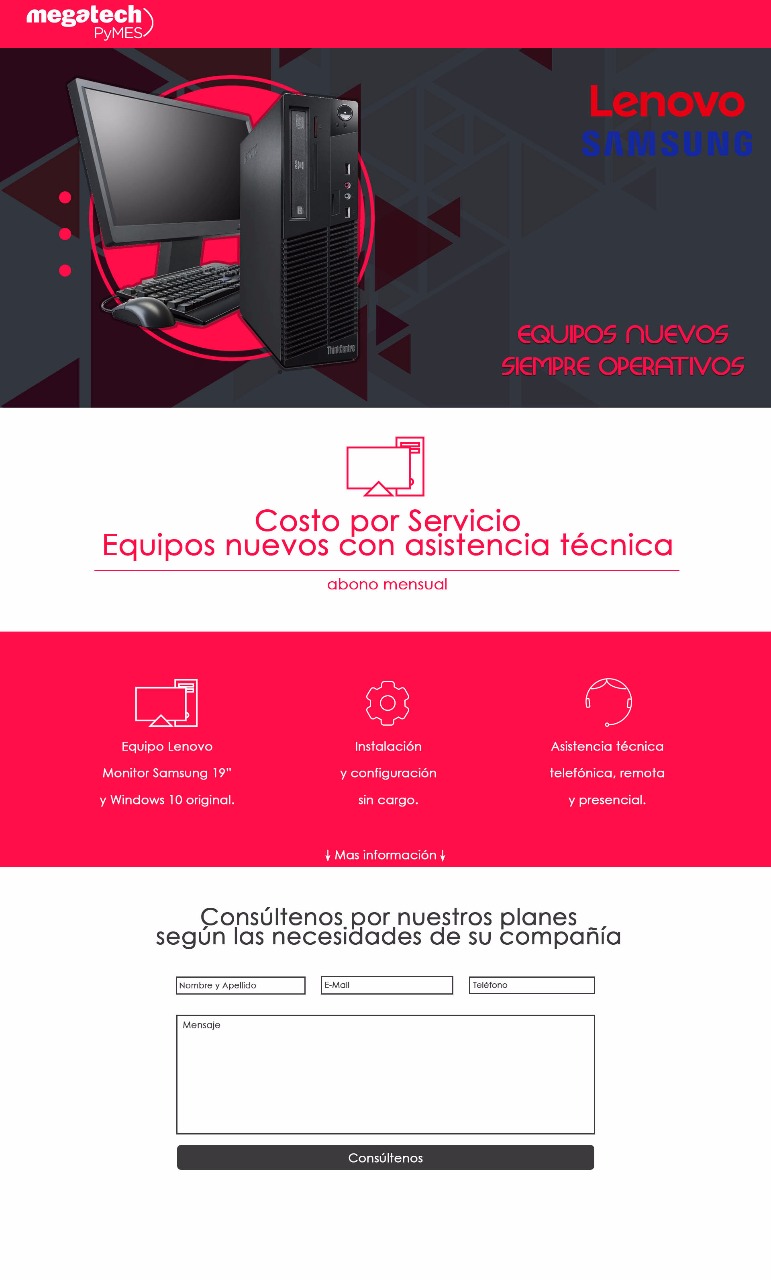 megatech
PyMES
Lenovo
SAMSUNG
ThinkCentre
EQUIPOS NUEVOS
SIEMPRE OPERATIVOS
Costo por Servicio
Equipos nuevos con asistencia técnica
abono mensual
Equipo Lenovo
Monitor Samsung 19”
y Windows 10 original.
Instalación
y configuración
sin cargo.
Asistencia técnica
telefónica, remota
y presencial.
↓ Mas información ↓
Consúltenos por nuestros planes
según las necesidades de su compañía
Nombre y Apellido
E-Mail
Teléfono
Mensaje
Consúltenos